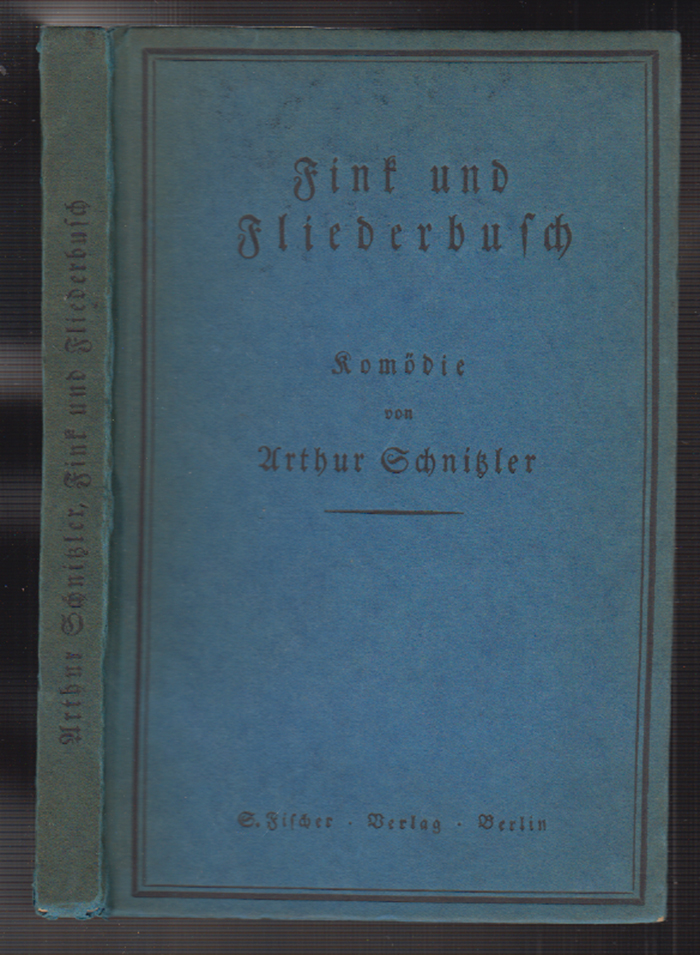 Arthur Schnitzler, Fink und Fliederbusch
Fink und
Fliederbuſch
Komödie
von
Arthur Schnitzler
S. Fiſcher · Verlag · Berlin